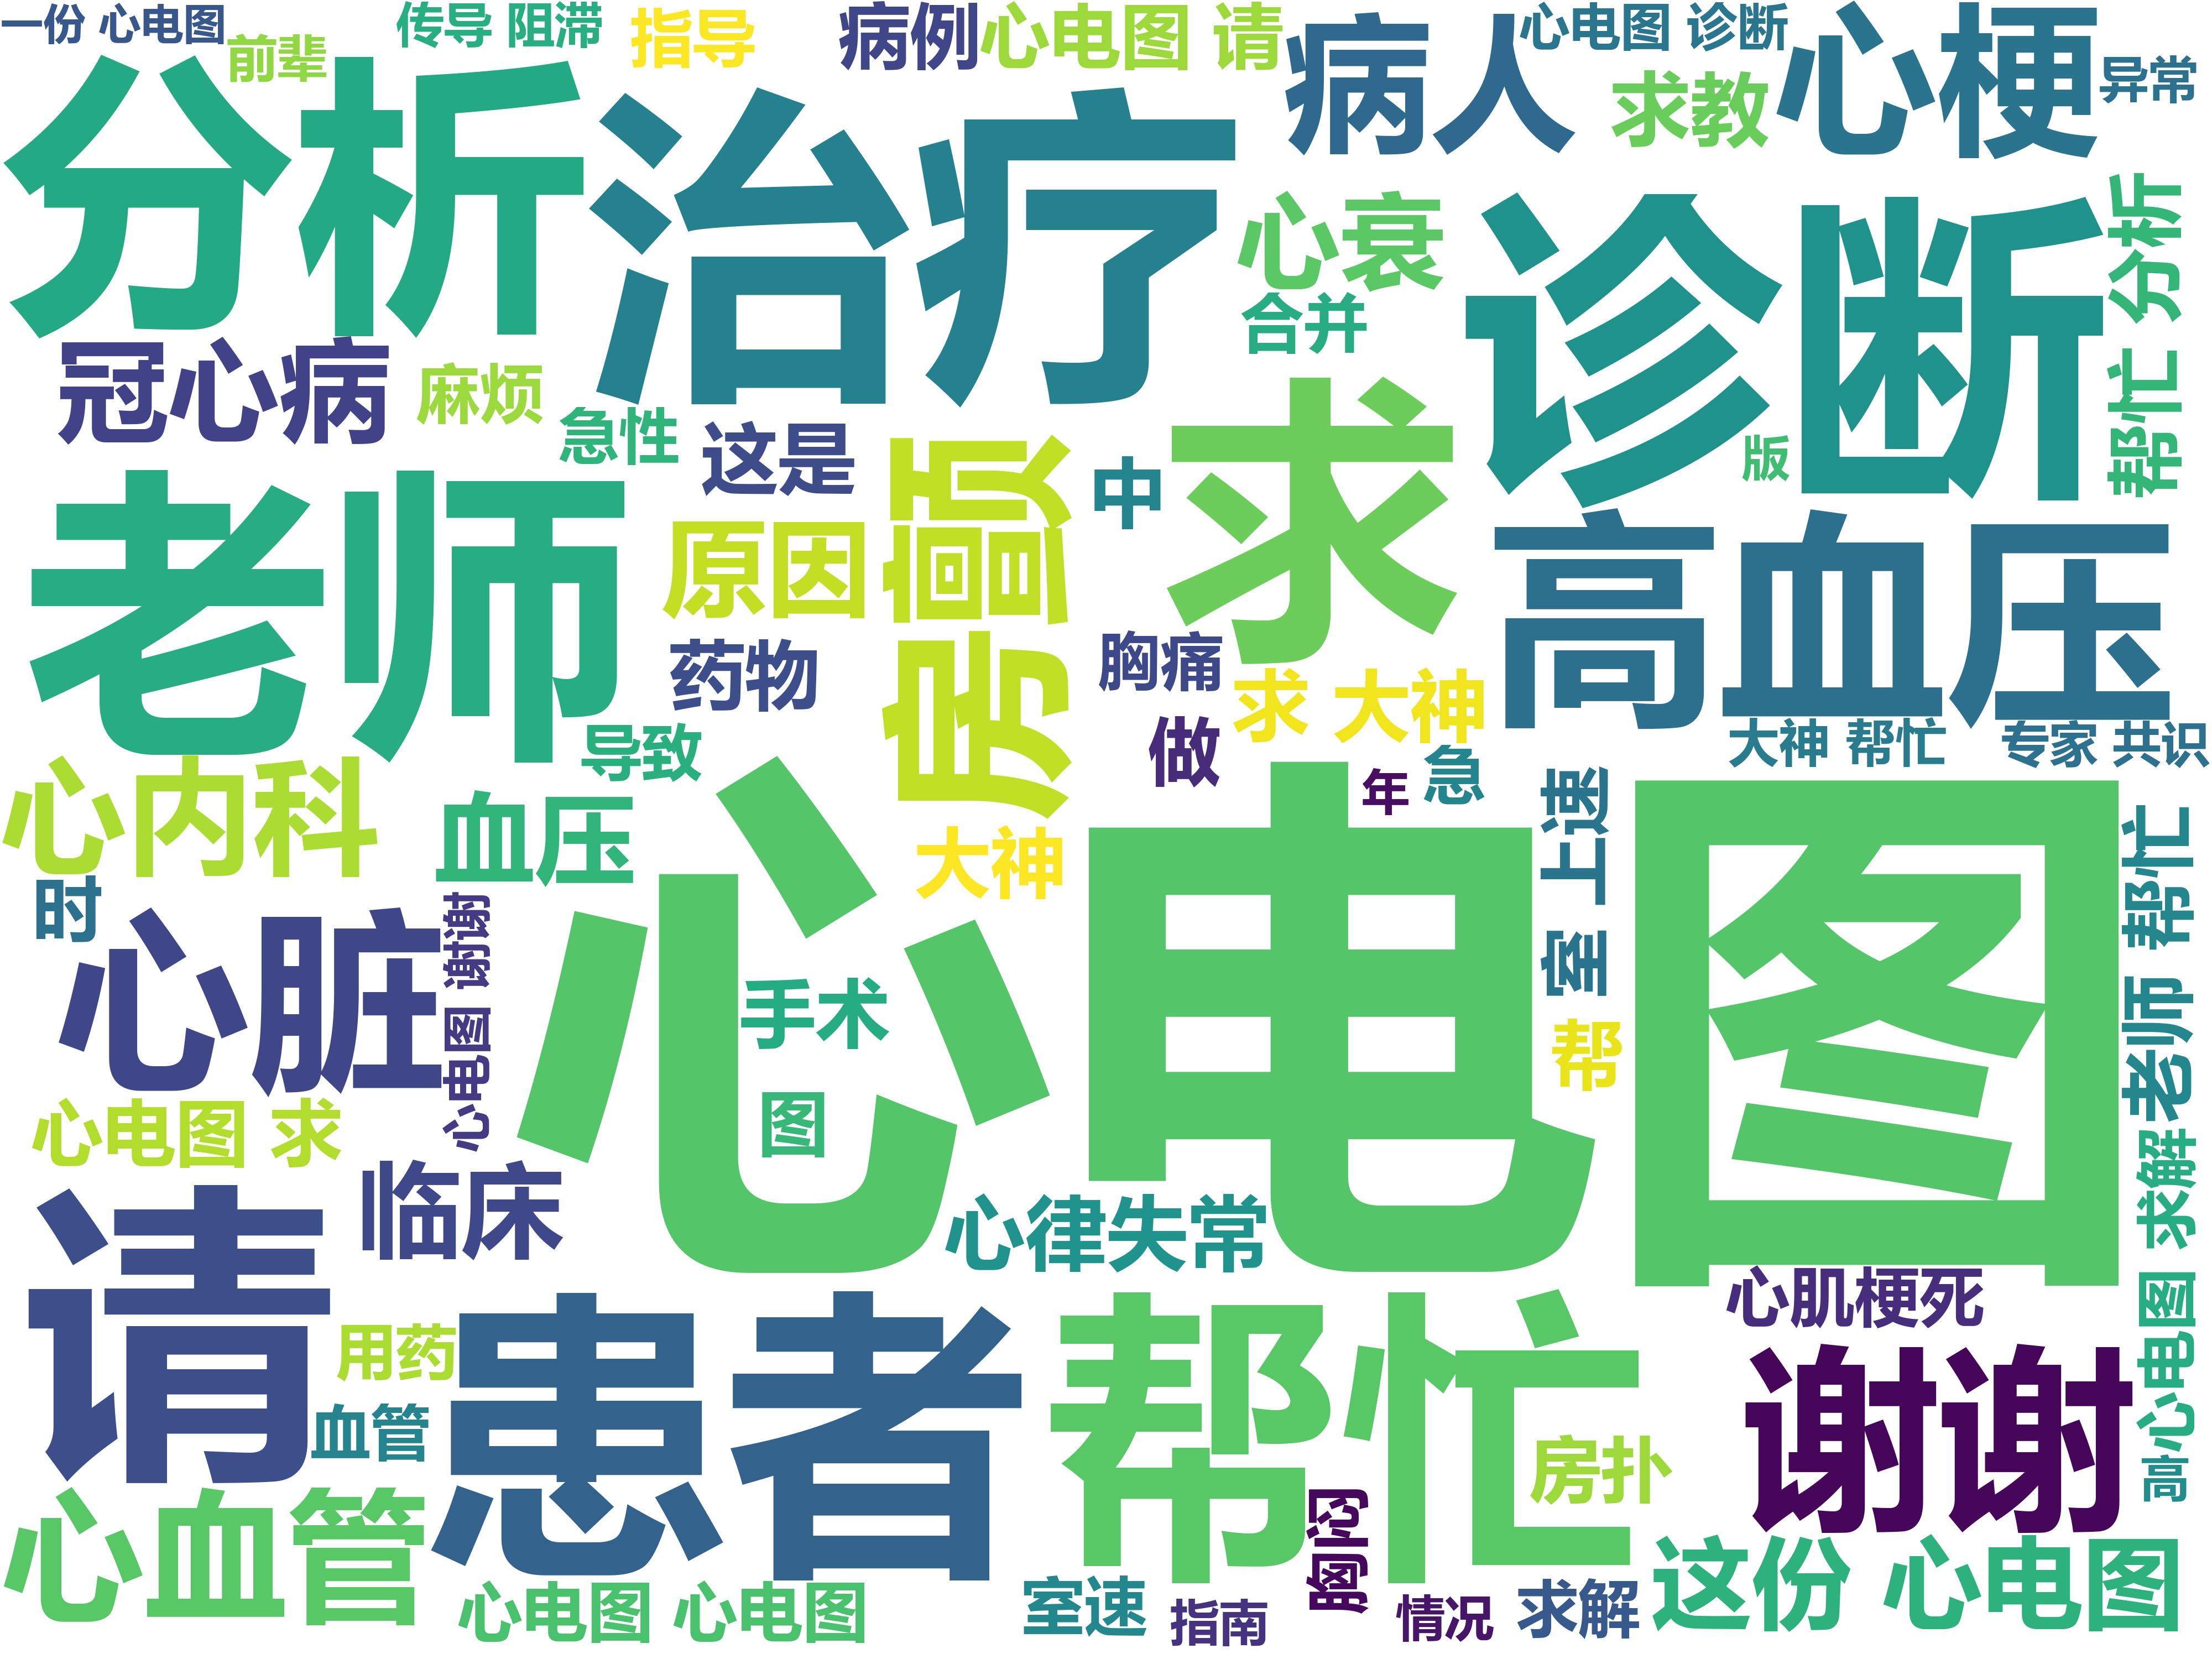 一份 心电图
前辈
传导 阻滞
指导
病例
心电图 请
病人
心电图 诊断
求教
心梗
异常
分析
治疗
心衰
合并
诊断
帮忙 分析
冠心病
麻烦
急性
这是
房颤
中
求
版
老师
原因
高血压
药物
胸痛
求 大神
导致
做
年
急
大神 帮忙
专家 共识
心内科
血压
大神
室 上速
老师 帮忙
时
心脏
心电图 谢谢
心电图
手术
图
帮
心电图 求
临床
心律失常
心电图 求解
心肌梗死
请
患者
帮忙
谢谢
高
用药
血管
房扑
心血管
胸闷
这份 心电图
心电图 心电图
室速
指南
情况
求解